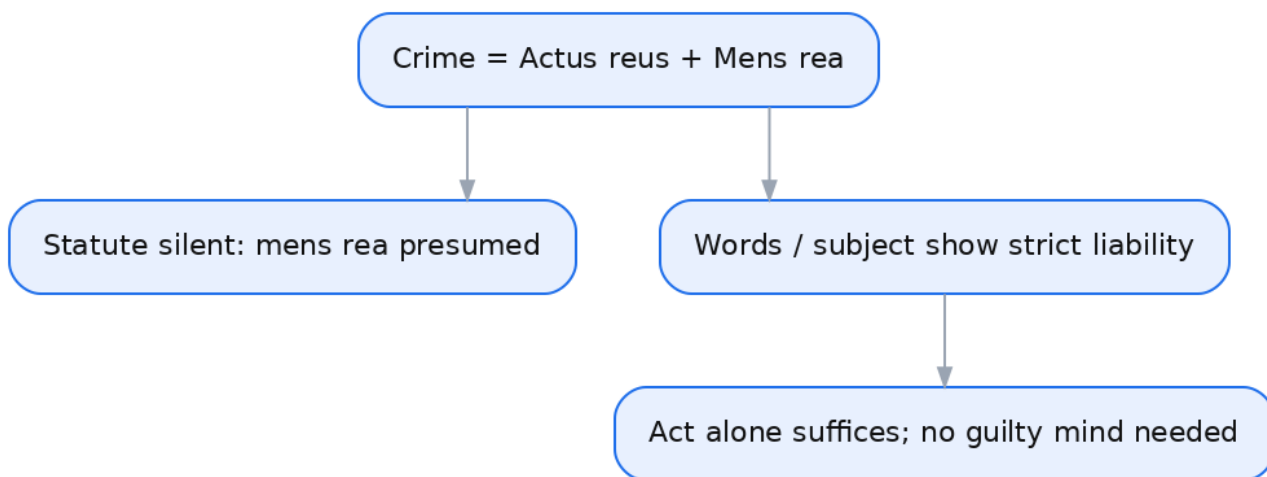 Crime = Actus reus + Mens rea
Statute silent: mens rea presumed
Words / subject show strict liability
Act alone suffices; no guilty mind needed